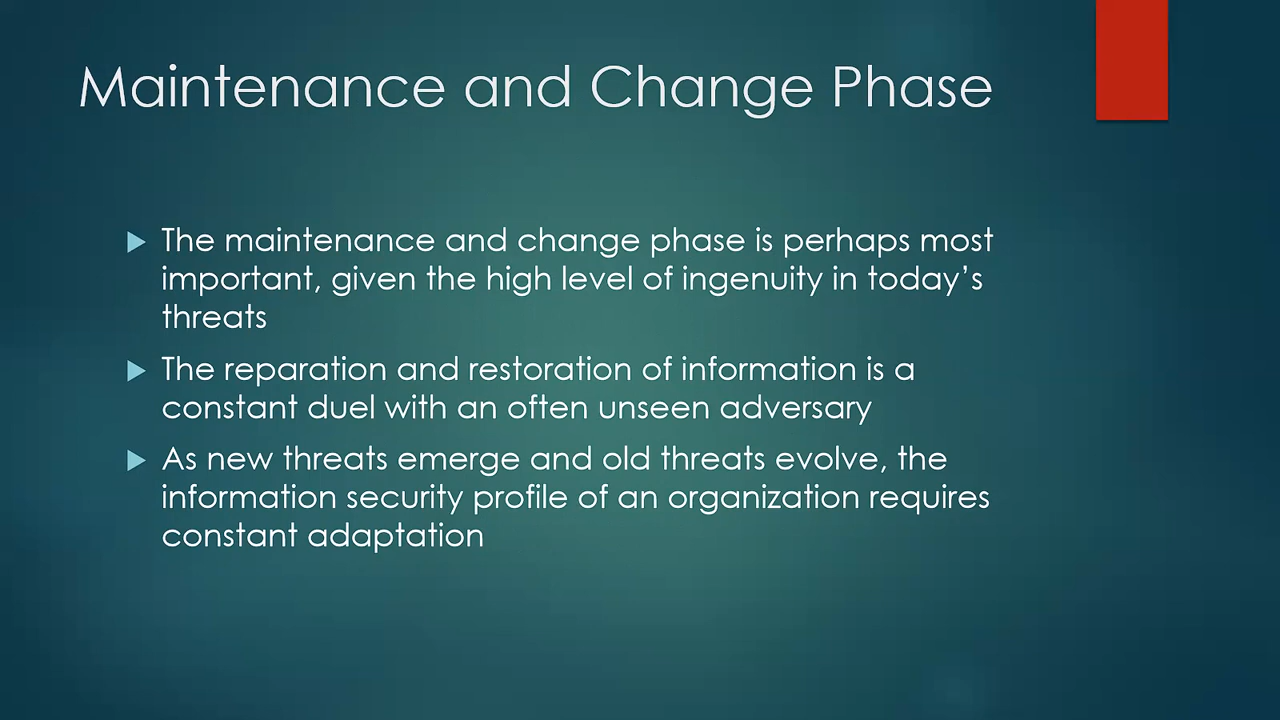 Maintenance and Change Phase
The maintenance and change phase is perhaps most
important, given the high level of ingenuity in today’s
threats
The reparation and restoration of information is a
constant duel with an often unseen adversary
As new threats emerge and old threats evolve, the
information security profile of an organization requires
constant adaptation